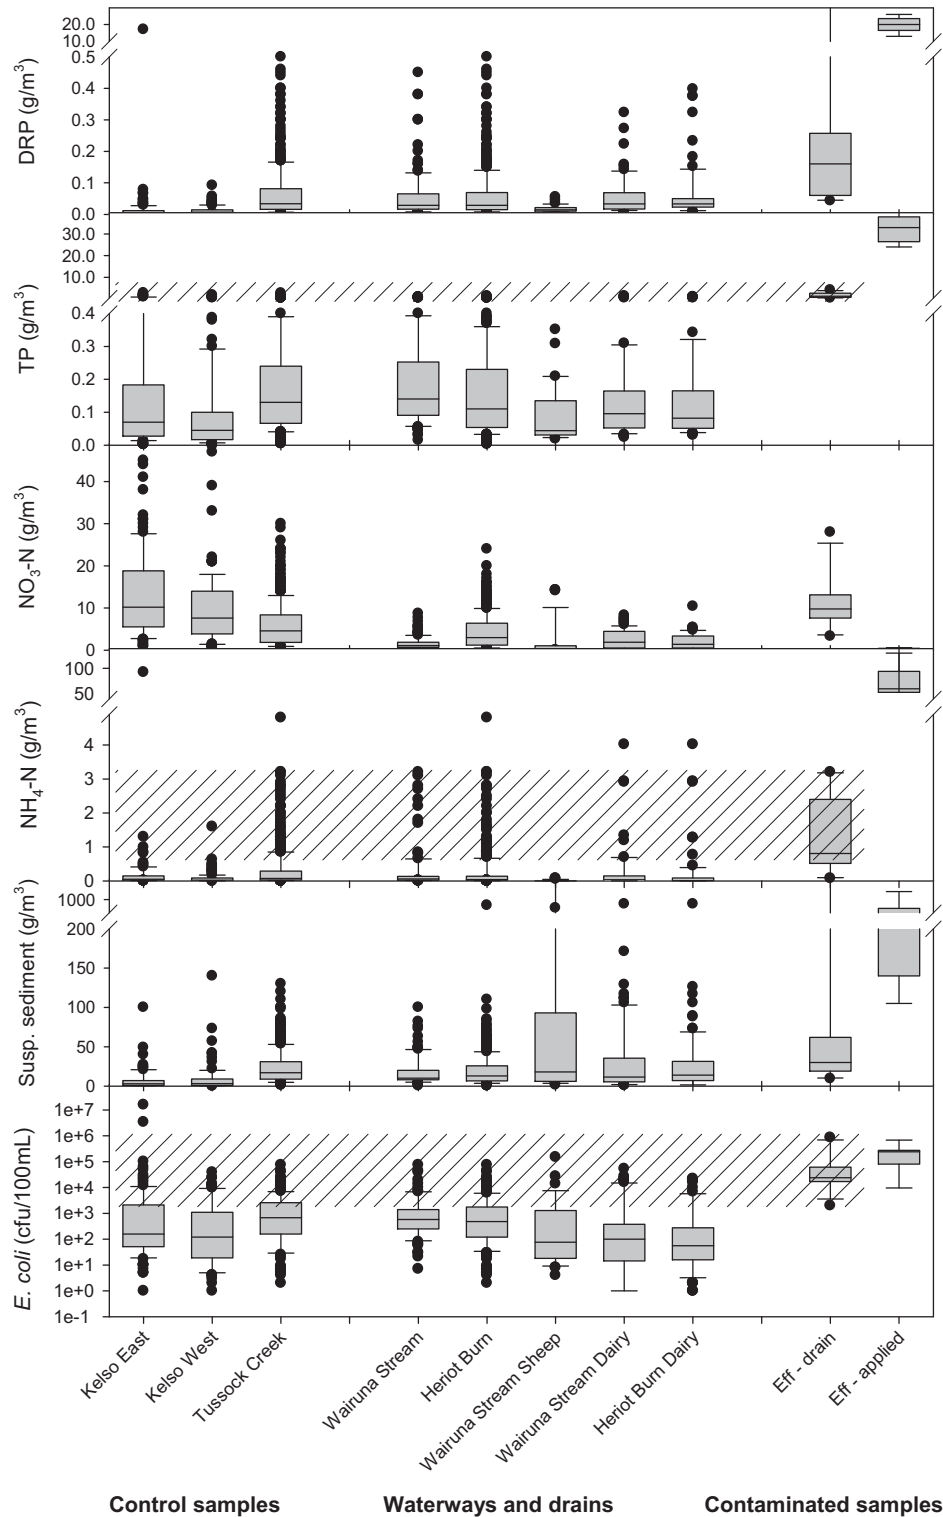 DRP (g/m³)
20.0
10.0
0.5
0.4
0.3
0.2
0.1
0.0
TP (g/m³)
30.0
20.0
10.0
0.4
0.3
0.2
0.1
0.0
NO₃-N (g/m³)
40
30
20
10
0
NH₄-N (g/m³)
100
50
4
3
2
1
0
Susp. sediment (g/m³)
1000
200
150
100
50
0
E. coli (cfu/100mL)
1e+7
1e+6
1e+5
1e+4
1e+3
1e+2
1e+1
1e+0
1e-1
Kelso East
Kelso West
Tussock Creek
Wairuna Stream
Heriot Burn
Wairuna Stream Sheep
Wairuna Stream Dairy
Heriot Burn Dairy
Eff - drain
Eff - applied
Control samples
Waterways and drains
Contaminated samples